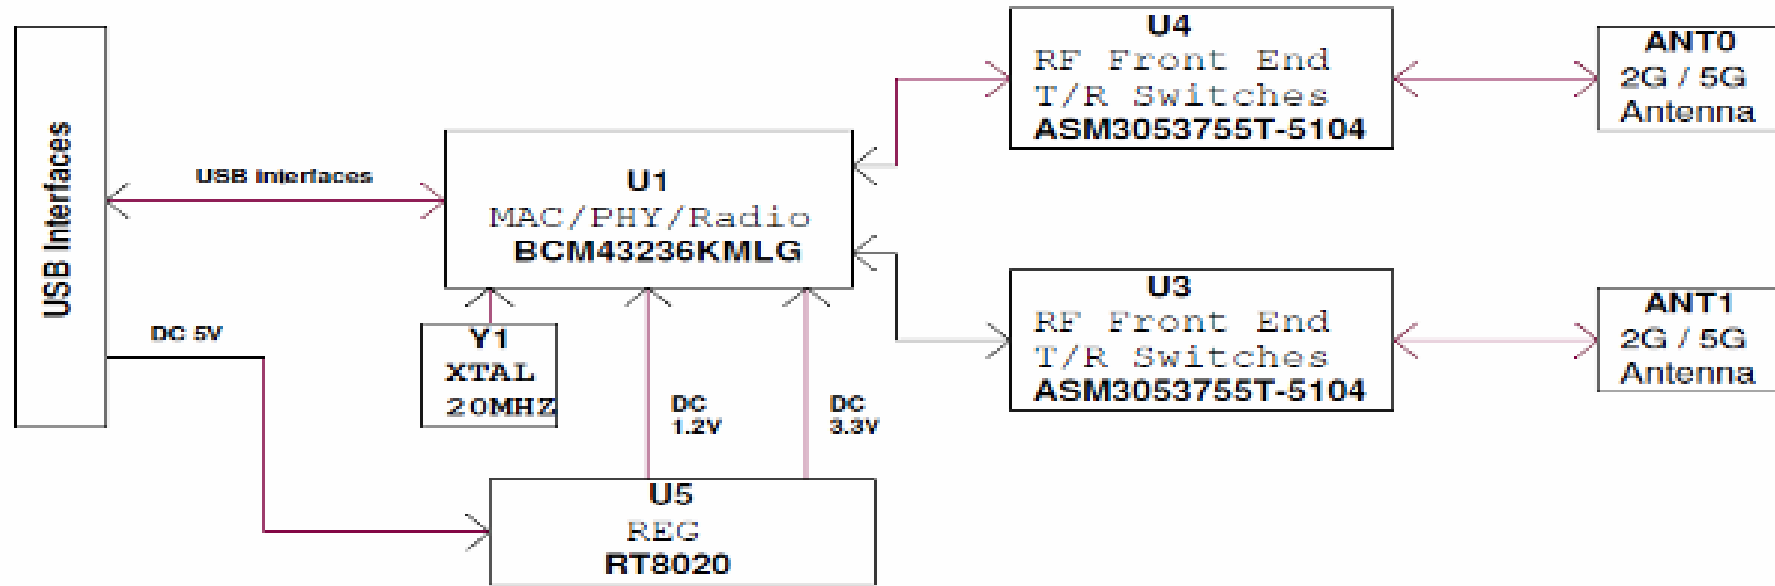 USB Interfaces
USB interfaces
DC 5V
U1
MAC/PHY/Radio
BCM43236KMLG
Y1
XTAL
20MHZ
DC
1.2V
DC
3.3V
U5
REG
RT8020
U4
RF Front End
T/R Switches
ASM3053755T-5104
ANT0
2G / 5G
Antenna
U3
RF Front End
T/R Switches
ASM3053755T-5104
ANT1
2G / 5G
Antenna